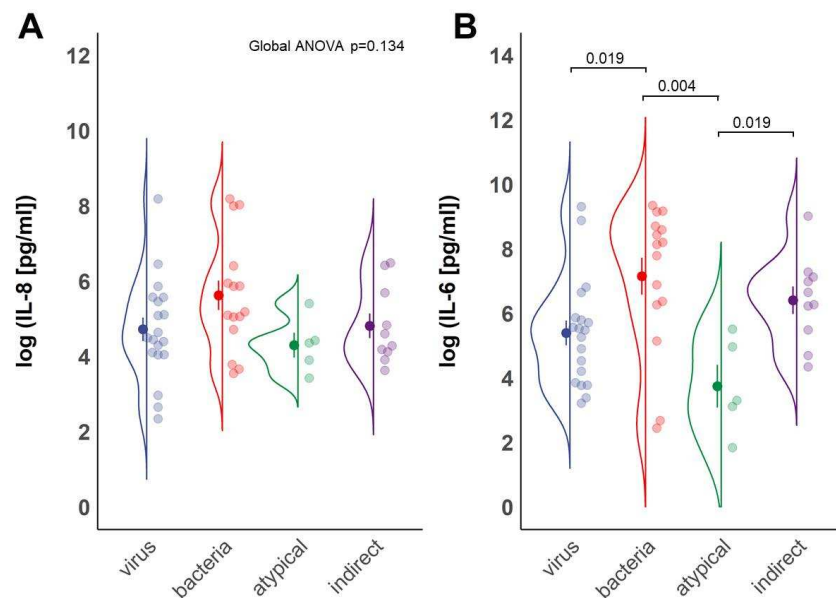 A
Global ANOVA p=0.134
log (IL-8 [pg/ml])
12
10
8
6
4
2
0
virus
bacteria
atypical
indirect
B
log (IL-6 [pg/ml])
14
12
10
8
6
4
2
0
0.019
0.004
0.019
virus
bacteria
atypical
indirect